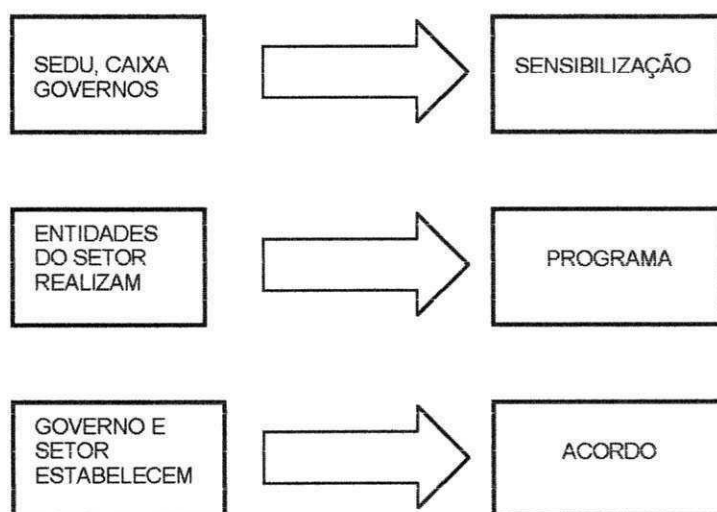 SEDU, CAIXA
GOVERNOS
SENSIBILIZAÇÃO
ENTIDADES
DO SETOR
REALIZAM
PROGRAMA
GOVERNO E
SETOR
ESTABELECEM
ACORDO